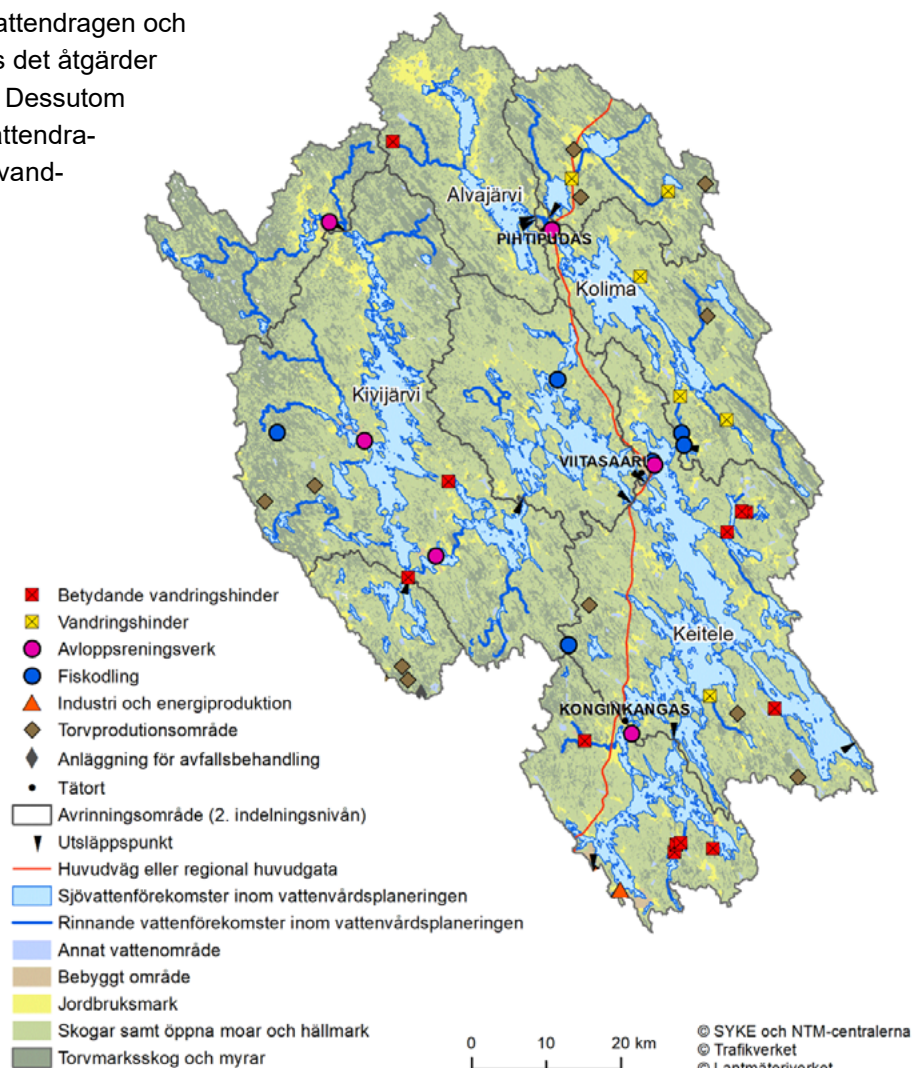 attendragen och
s det åtgärder
Dessutom
attendra-
vand-
Alvajärvi
PIHTIPUDAS
Kolima
Kivijärvi
VIITASAARI
Keitele
KONGINKANGAS
Betydande vandringshinder
Vandringshinder
Avloppsreningsverk
Fiskodling
Industri och energiproduktion
Torvprodutionsområde
Anläggning för avfallsbehandling
Tätort
Avrinningsområde (2. indelningsnivån)
Utsläppspunkt
Huvudväg eller regional huvudgata
Sjövattenförekomster inom vattenvårdsplaneringen
Rinnande vattenförekomster inom vattenvårdsplaneringen
Annat vattenområde
Bebyggt område
Jordbruksmark
Skogar samt öppna moar och hällmark
Torvmarksskog och myrar
0 10 20 km
© SYKE och NTM-centralerna
© Trafikverket
© Lantmäteriverket